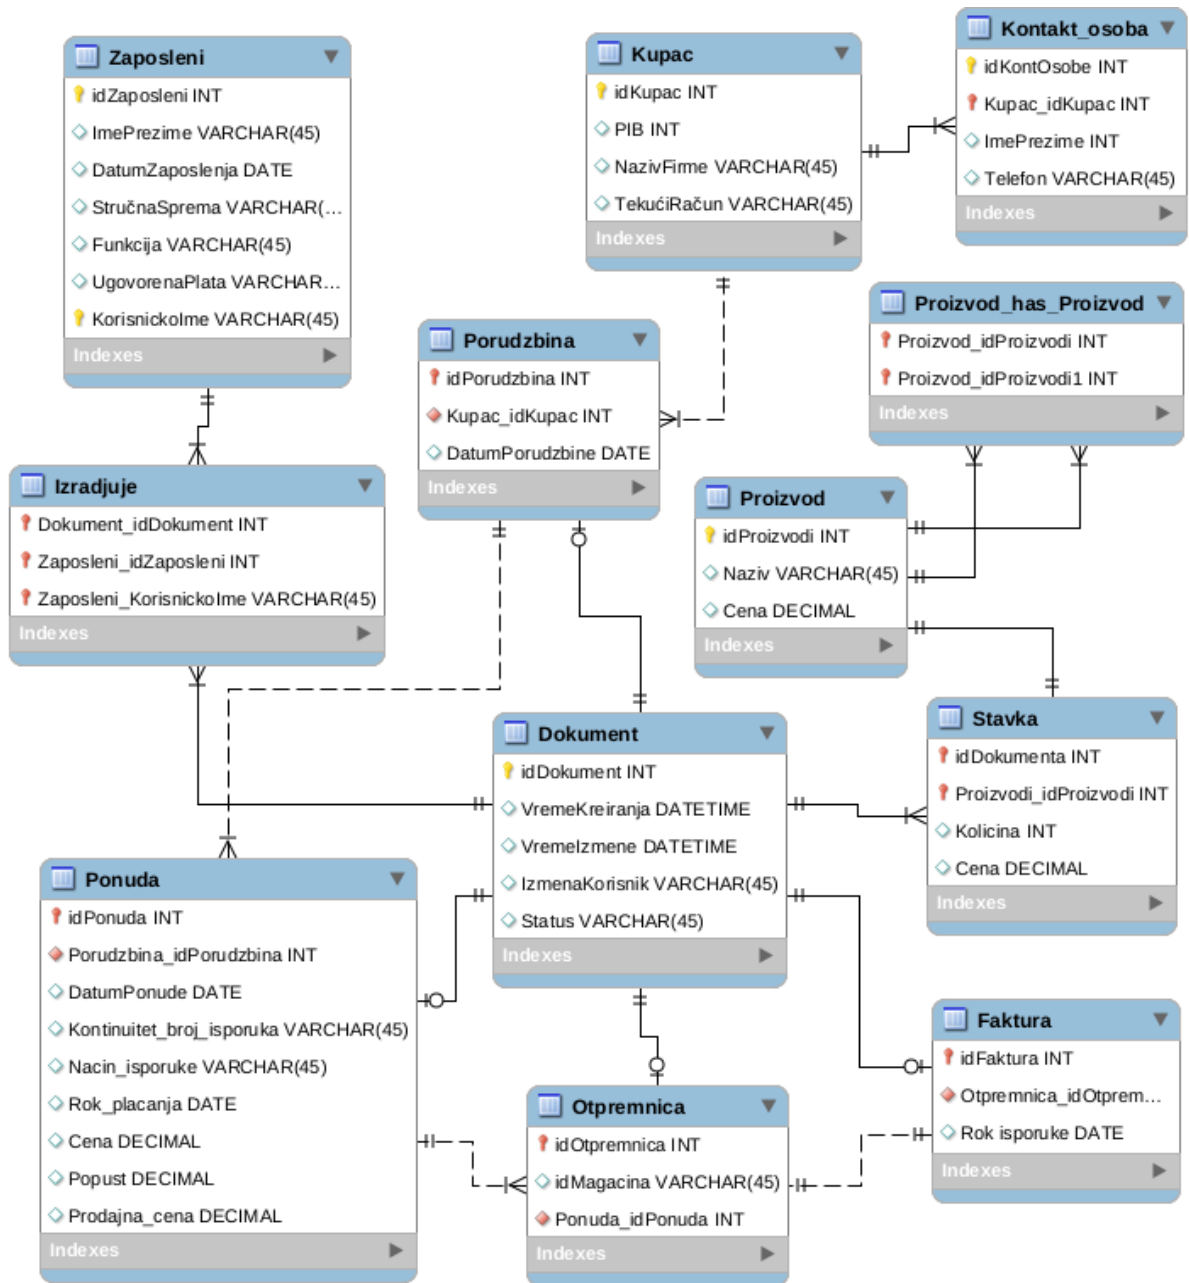 Zaposleni
idZaposleni INT
ImePrezime VARCHAR(45)
DatumZaposlenja DATE
StručnaSprema VARCHAR(...
Funkcija VARCHAR(45)
UgovorenaPlata VARCHAR...
KorisnickoIme VARCHAR(45)
Indexes
Kupac
idKupac INT
PIB INT
NazivFirme VARCHAR(45)
TekućiRačun VARCHAR(45)
Indexes
Kontakt_osoba
idKontOsobe INT
Kupac_idKupac INT
ImePrezime INT
Telefon VARCHAR(45)
Indexes
Porudzbina
idPorudzbina INT
Kupac_idKupac INT
DatumPorudzbine DATE
Indexes
Proizvod_has_Proizvod
Proizvod_idProizvodi INT
Proizvod_idProizvodi1 INT
Indexes
Izradjuje
Dokument_idDokument INT
Zaposleni_idZaposleni INT
Zaposleni_KorisnickoIme VARCHAR(45)
Indexes
Proizvod
idProizvodi INT
Naziv VARCHAR(45)
Cena DECIMAL
Indexes
Dokument
idDokument INT
VremeKreiranja DATETIME
VremeIzmene DATETIME
IzmenaKorisnik VARCHAR(45)
Status VARCHAR(45)
Indexes
Stavka
idDokumenta INT
Proizvodi_idProizvodi INT
Kolicina INT
Cena DECIMAL
Indexes
Ponuda
idPonuda INT
Porudzbina_idPorudzbina INT
DatumPonude DATE
Kontinuitet_broj_isporuka VARCHAR(45)
Nacin_isporuke VARCHAR(45)
Rok_placanja DATE
Cena DECIMAL
Popust DECIMAL
Prodajna_cena DECIMAL
Indexes
Otpremnica
idOtpremnica INT
idMagacina VARCHAR(45)
Ponuda_idPonuda INT
Indexes
Faktura
idFaktura INT
Otpremnica_idOtprem...
Rok isporuke DATE
Indexes